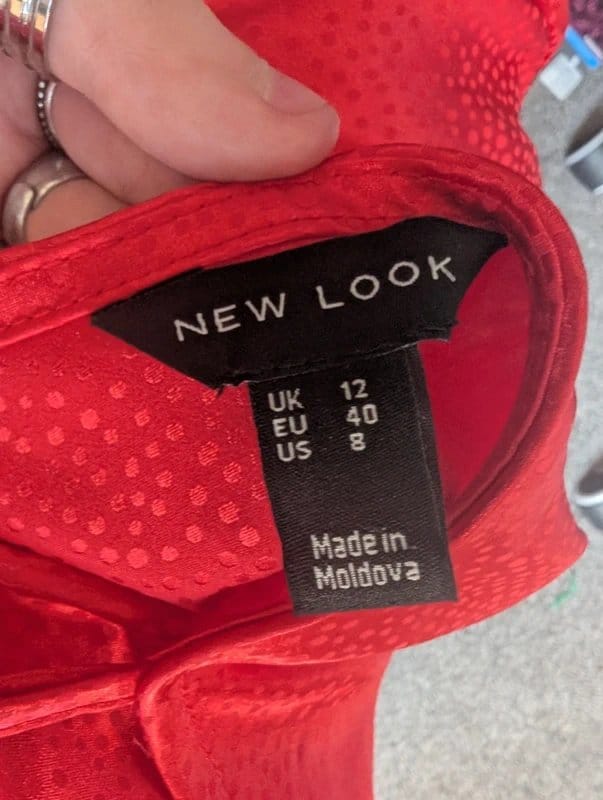 NEW LOOK
UK 12
EU 40
US 8
Made in
Moldova